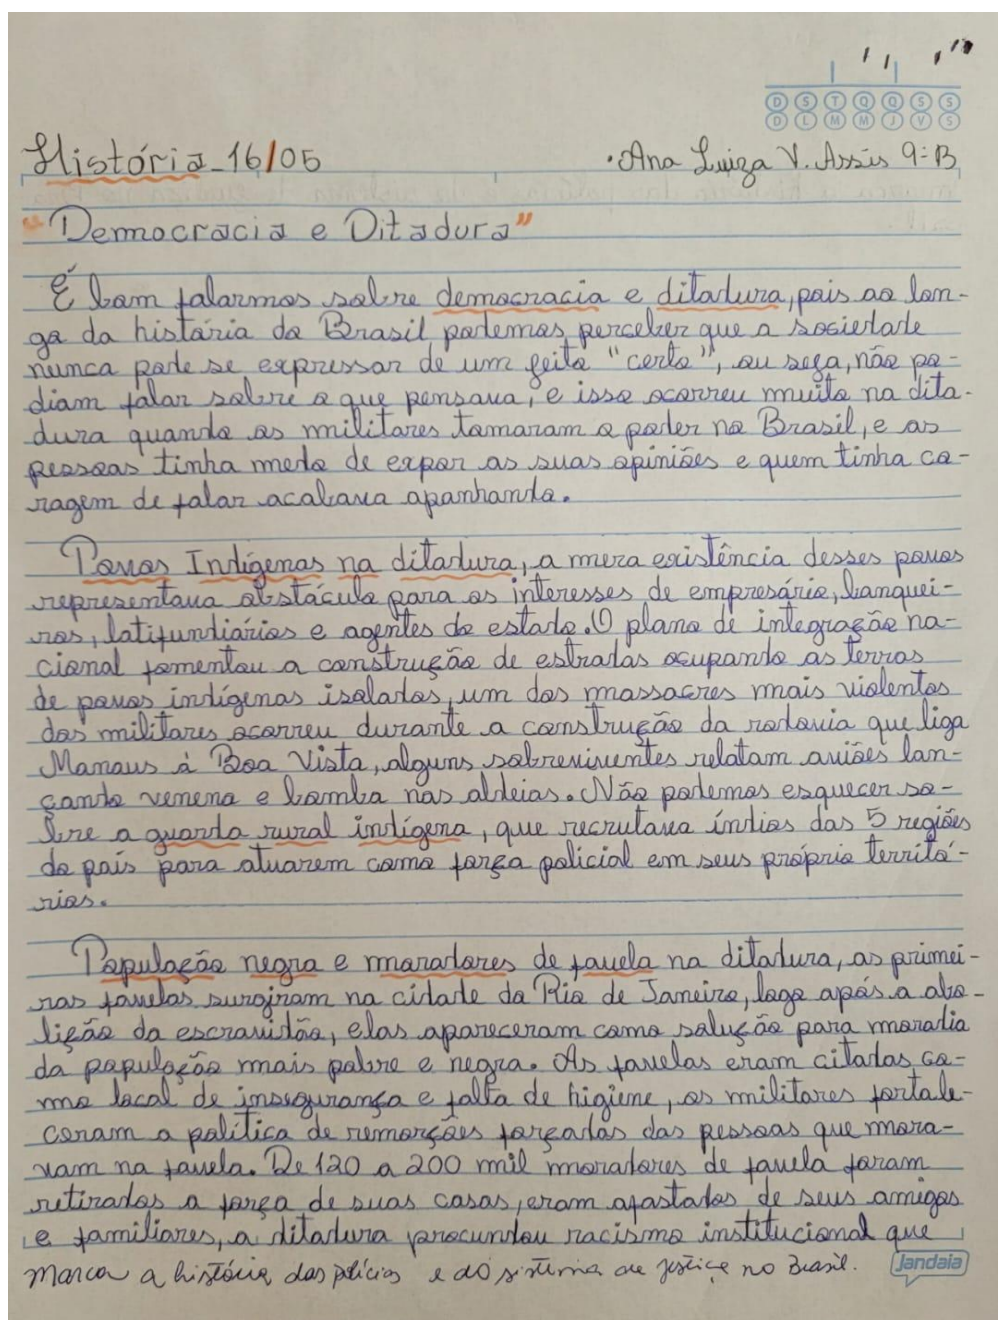 D S T Q Q S S
D L M M J V S
História - 16/05 • Ana Luiza V. Assis 9º B
"Democracia e Ditadura"
É bom falarmos sobre democracia e ditadura, pois ao lon-
go da história do Brasil podemos perceber que a sociedade
nunca pode se expressar de um jeito "certo", ou seja, não po-
diam falar sobre o que pensava, e isso ocorreu muito na dita-
dura quando os militares tomaram o poder no Brasil, e as
pessoas tinha medo de expor as suas opiniões e quem tinha co-
ragem de falar acabava apanhando.
Povos Indígenas na ditadura, a mera existência desses povos
representava obstáculo para os interesses de empresário, banquei-
ros, latifundiários e agentes do estado. O plano de integração na-
cional fomentou a construção de estradas ocupando as terras
de povos indígenas isolados, um dos massacres mais violentos
dos militares ocorreu durante a construção da rodovia que liga
Manaus à Boa Vista, alguns sobreviventes relatam aviões lan-
çando veneno e bomba nas aldeias. Não podemos esquecer so-
bre a guarda rural indígena, que recrutava índios das 5 regiões
do país para atuarem como força policial em seus próprio territó-
rios.
População negra e moradores de favela na ditadura, as primei-
ras favelas surgiram na cidade do Rio de Janeiro, logo após a abo-
lição da escravidão, elas apareceram como solução para moradia
da população mais pobre e negra. As favelas eram citadas co-
mo local de insegurança e falta de higiene, os militares fortale-
ceram a política de remorções forçadas das pessoas que mora-
vam na favela. De 120 a 200 mil moradores de favela foram
retirados a força de suas casas, eram afastados de seus amigos
e familiares, a ditadura racismo institucional que
marca a história das polícias e do sistema de justiça no Brasil.
Jandaia